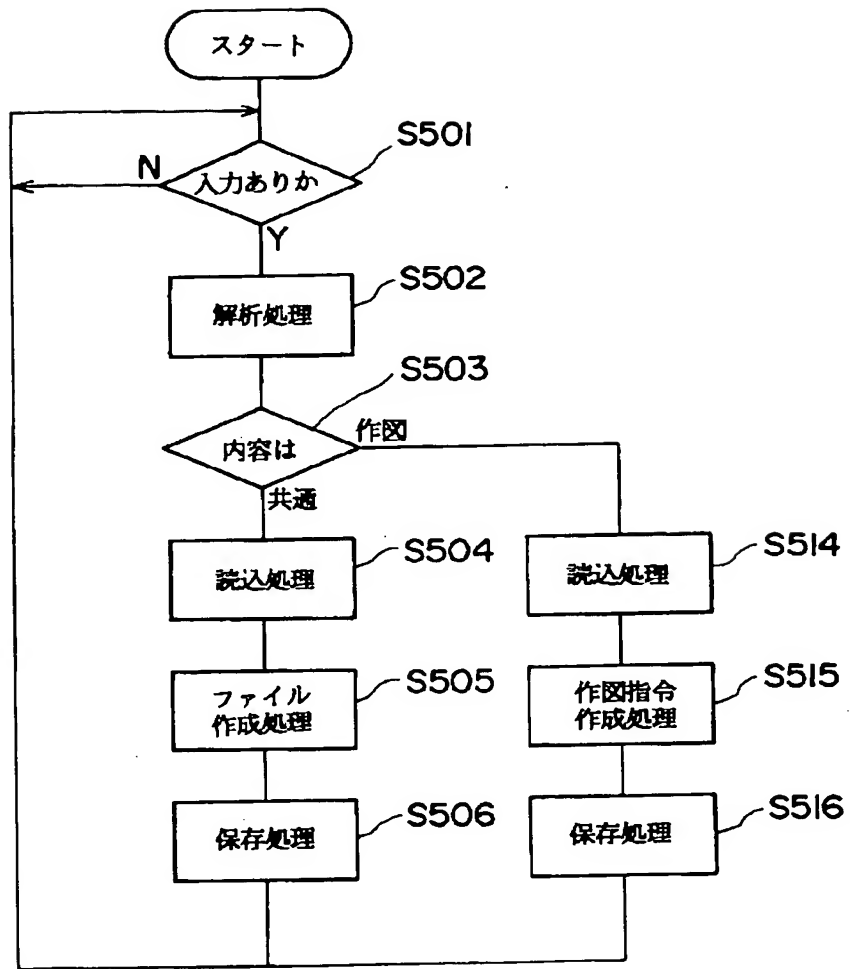 スタート
S501
N
入力ありか
Y
S502
解析処理
S503
内容は
作図
共通
S504
読込処理
S514
読込処理
S505
ファイル
作成処理
S515
作図指令
作成処理
S506
保存処理
S516
保存処理